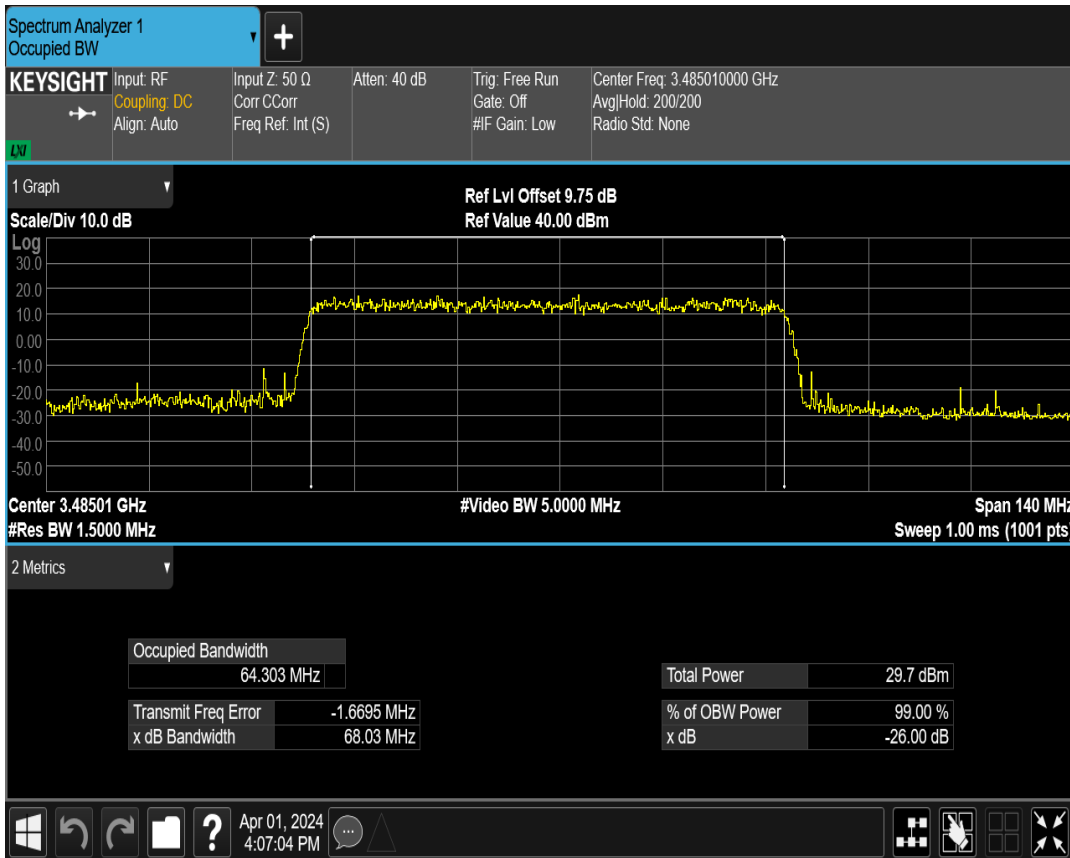 Spectrum Analyzer 1
Occupied BW
+
KEYSIGHT
LXI
Input: RF
Coupling: DC
Align: Auto
Input Z: 50 Ω
Corr CCorr
Freq Ref: Int (S)
Atten: 40 dB
Trig: Free Run
Gate: Off
#IF Gain: Low
Center Freq: 3.485010000 GHz
Avg|Hold: 200/200
Radio Std: None
1 Graph
Scale/Div 10.0 dB
Ref Lvl Offset 9.75 dB
Ref Value 40.00 dBm
Log
30.0
20.0
10.0
0.00
-10.0
-20.0
-30.0
-40.0
-50.0
Center 3.48501 GHz
#Video BW 5.0000 MHz
Span 140 MHz
#Res BW 1.5000 MHz
Sweep 1.00 ms (1001 pts)
2 Metrics
Occupied Bandwidth
64.303 MHz
Total Power 29.7 dBm
Transmit Freq Error -1.6695 MHz
% of OBW Power 99.00 %
x dB Bandwidth 68.03 MHz
x dB -26.00 dB
?
Apr 01, 2024
4:07:04 PM